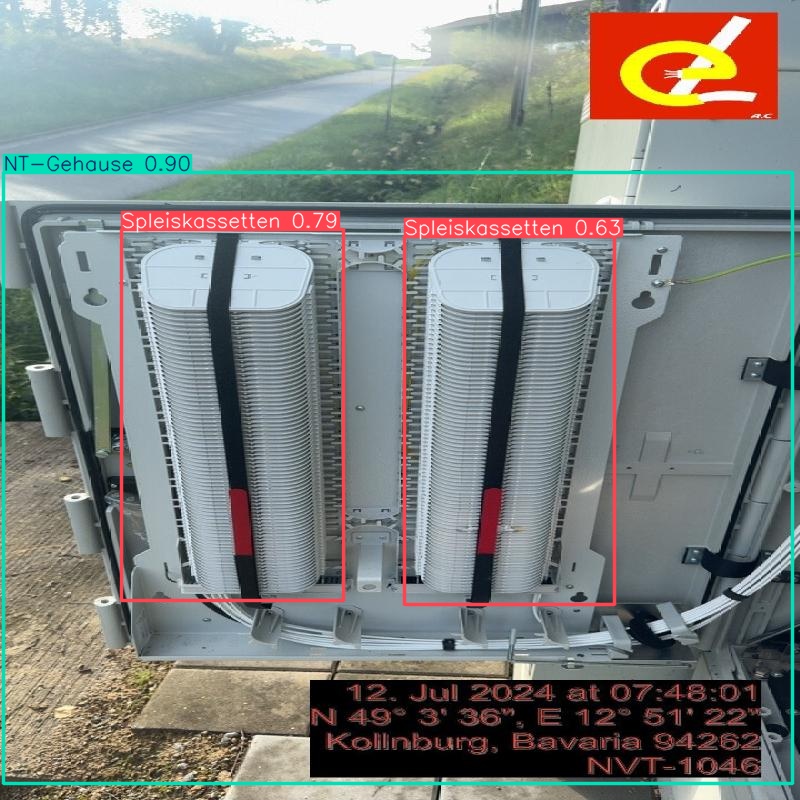 e
A.C
NT-Gehause 0.90
Spleiskassetten 0.79
Spleiskassetten 0.63
12. Jul 2024 at 07:48:01
N 49° 3' 36", E 12° 51' 22"
Kollnburg, Bavaria 94262
NVT-1046